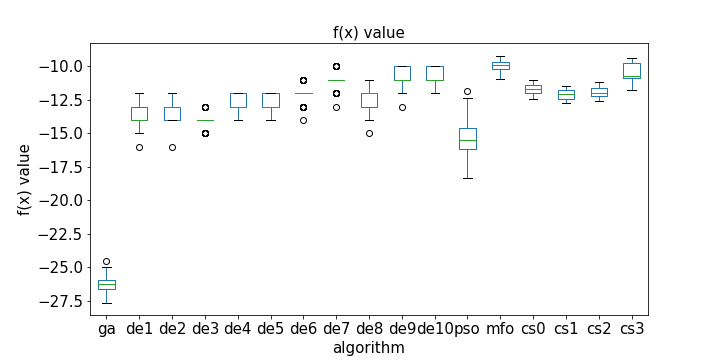 f(x) value
f(x) value
−10.0
−12.5
−15.0
−17.5
−20.0
−22.5
−25.0
−27.5
ga de1 de2 de3 de4 de5 de6 de7 de8 de9 de10 pso mfo cs0 cs1 cs2 cs3
algorithm